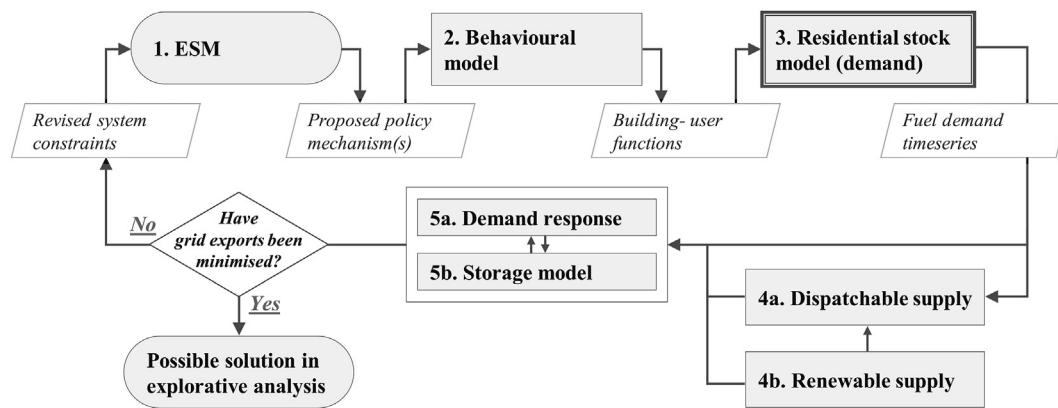 1. ESM
2. Behavioural
model
3. Residential stock
model (demand)
Revised system
constraints
Proposed policy
mechanism(s)
Building- user
functions
Fuel demand
timeseries
No
Have
grid exports been
minimised?
Yes
5a. Demand response
5b. Storage model
4a. Dispatchable supply
4b. Renewable supply
Possible solution in
explorative analysis